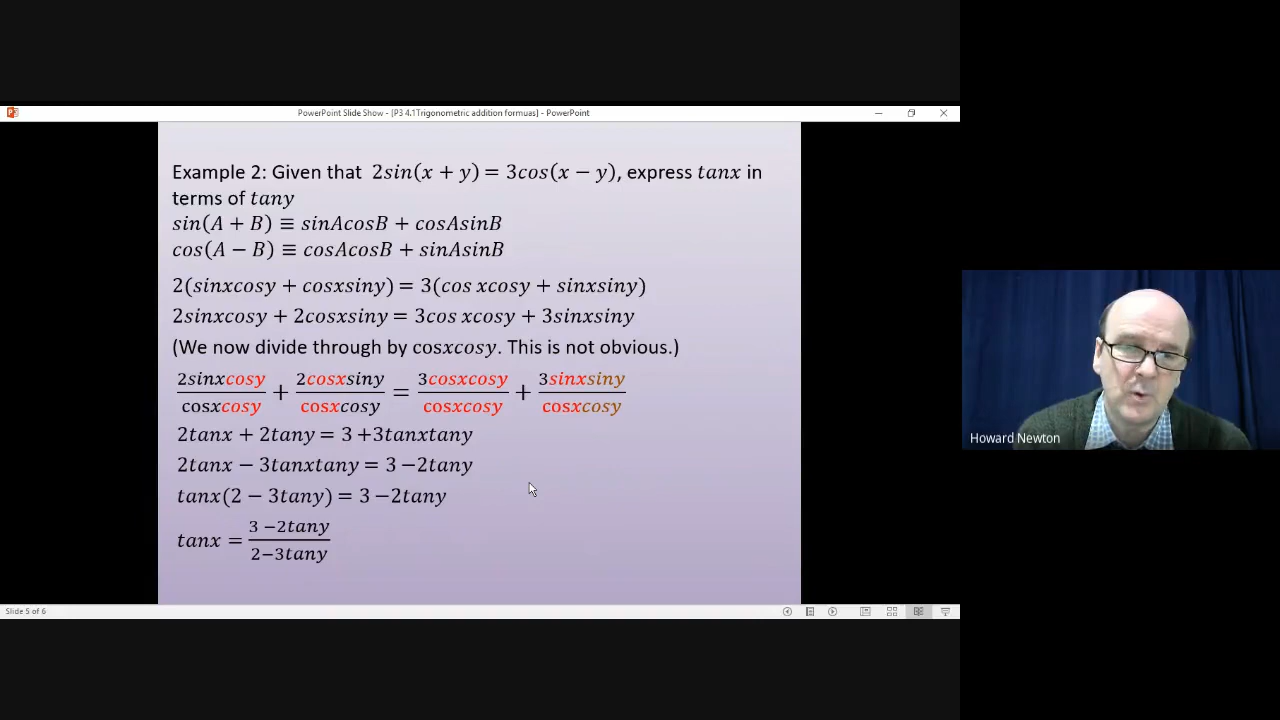 PowerPoint Slide Show - [P3 4.1Trigonometric addition formuas] - PowerPoint
Example 2: Given that 2sin(x + y) = 3cos(x − y), express tanx in
terms of tany
sin(A + B) ≡ sinAcosB + cosAsinB
cos(A − B) ≡ cosAcosB + sinAsinB
2(sinxcosy + cosxsiny) = 3(cos xcosy + sinxsiny)
2sinxcosy + 2cosxsiny = 3cos xcosy + 3sinxsiny
(We now divide through by cosxcosy. This is not obvious.)
2sinxcosy/cosxcosy + 2cosxsiny/cosxcosy = 3cosxcosy/cosxcosy + 3sinxsiny/cosxcosy
2tanx + 2tany = 3 +3tanxtany
2tanx − 3tanxtany = 3 −2tany
tanx(2 − 3tany) = 3 −2tany
tanx = 3 −2tany/2−3tany
Howard Newton
Slide 5 of 6